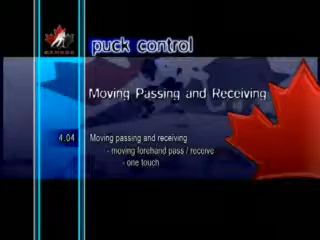 puck control
Moving Passing and Receiving
4.04 Moving passing and receiving
- moving forehand pass / receive
- one touch